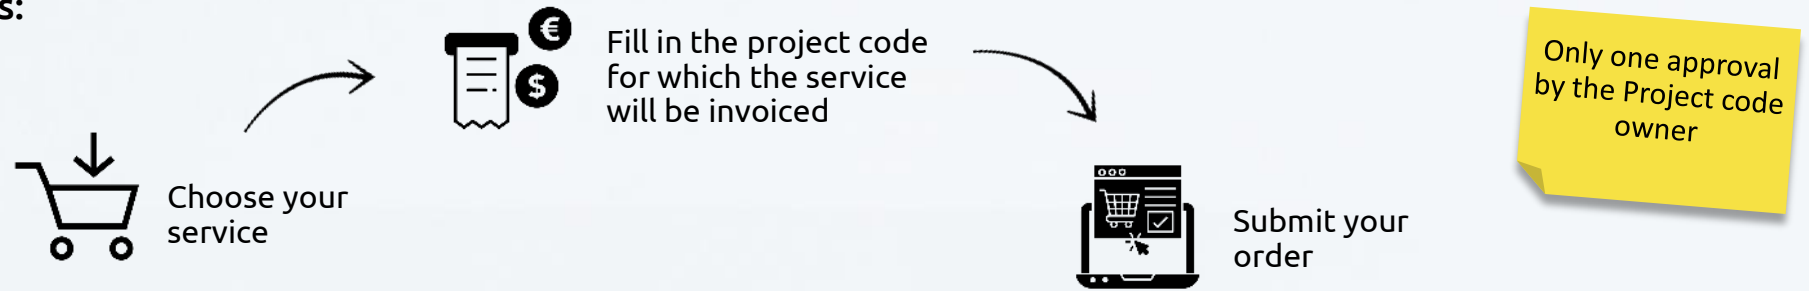 s:
Fill in the project code
for which the service
will be invoiced
Choose your
service
Submit your
order
Only one approval
by the Project code
owner